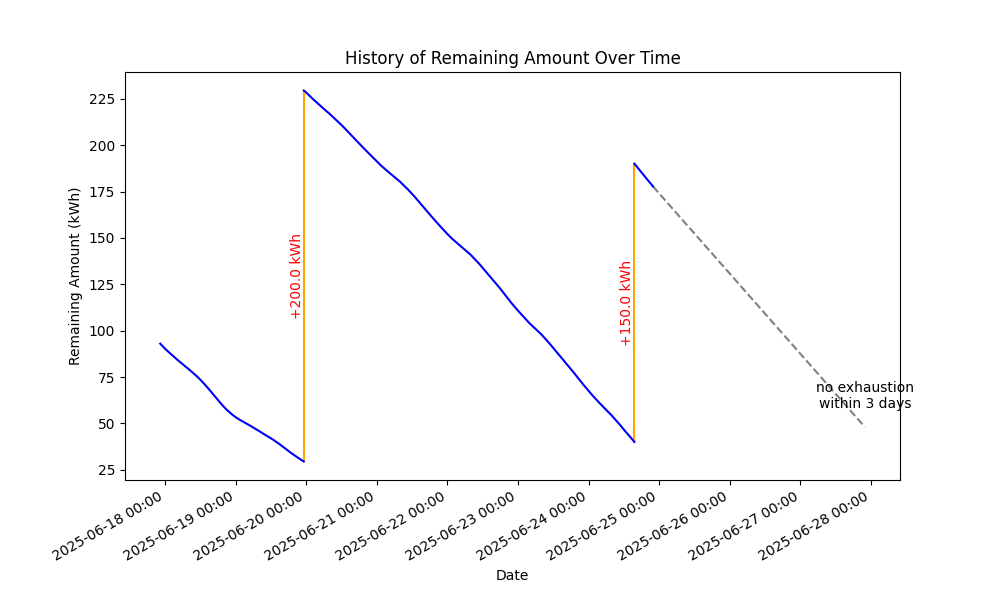 History of Remaining Amount Over Time
Remaining Amount (kWh)
225
200
175
150
125
100
75
50
25
+200.0 kWh
+150.0 kWh
no exhaustion
within 3 days
2025-06-18 00:00
2025-06-19 00:00
2025-06-20 00:00
2025-06-21 00:00
2025-06-22 00:00
2025-06-23 00:00
2025-06-24 00:00
2025-06-25 00:00
2025-06-26 00:00
2025-06-27 00:00
2025-06-28 00:00
Date